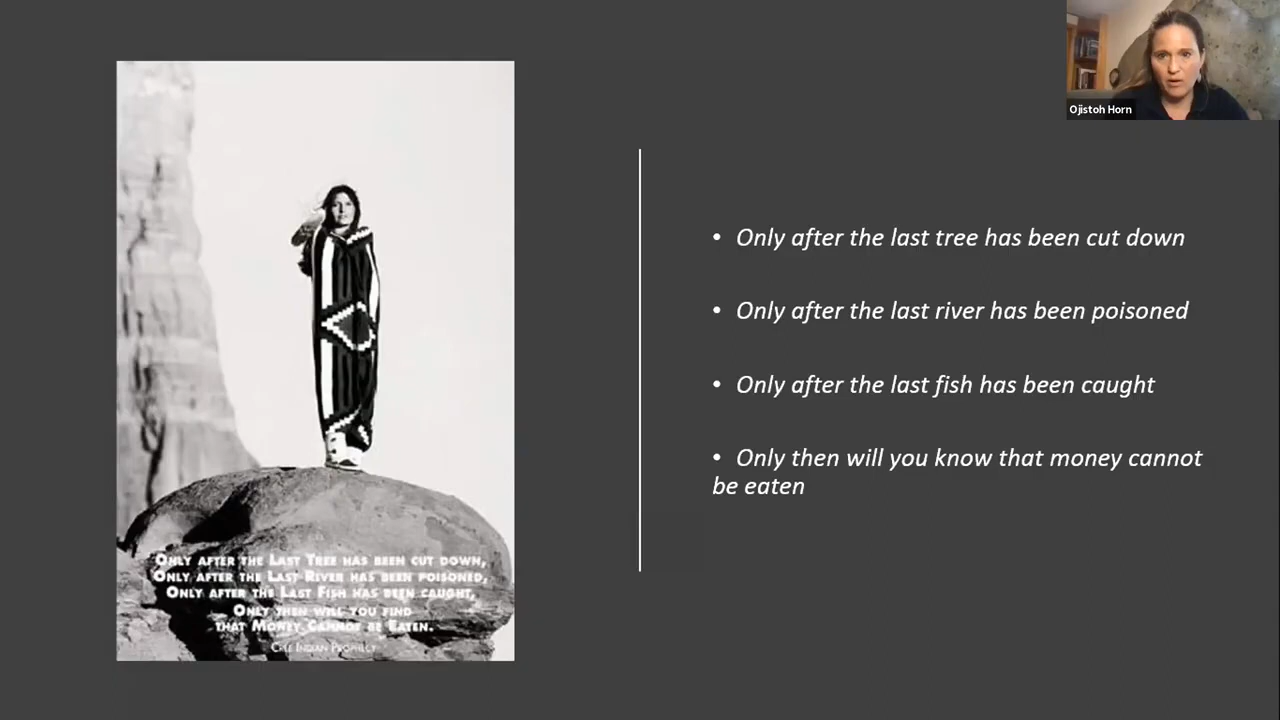 Ojistoh Horn
• Only after the last tree has been cut down
• Only after the last river has been poisoned
• Only after the last fish has been caught
• Only then will you know that money cannot
be eaten
ONLY AFTER THE LAST TREE HAS BEEN CUT DOWN,
ONLY AFTER THE LAST RIVER HAS BEEN POISONED,
ONLY AFTER THE LAST FISH HAS BEEN CAUGHT,
ONLY THEN WILL YOU FIND
THAT MONEY CANNOT BE EATEN.
CREE INDIAN PROPHECY